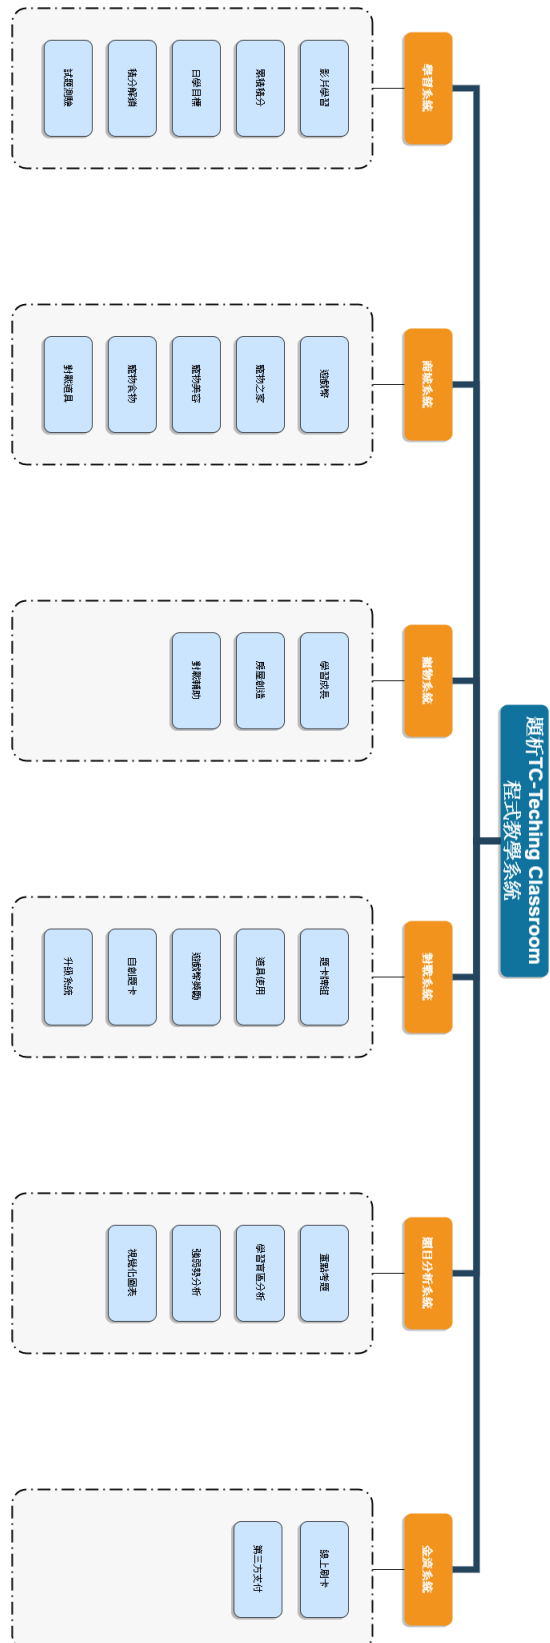 題析TC-Teching Classroom
程式教學系統
學習系統
影片學習
累積積分
自學目標
積分解鎖
試題測驗
商城系統
遊戲幣
寵物之家
寵物美容
寵物食物
對戰道具
寵物系統
學習成長
房屋創造
對戰輔助
對戰系統
題卡牌組
道具使用
遊戲幣獎勵
自創題卡
升級系統
題目分析系統
重點考題
學習盲區分析
強弱勢分析
視覺化圖表
金流系統
線上刷卡
第三方支付